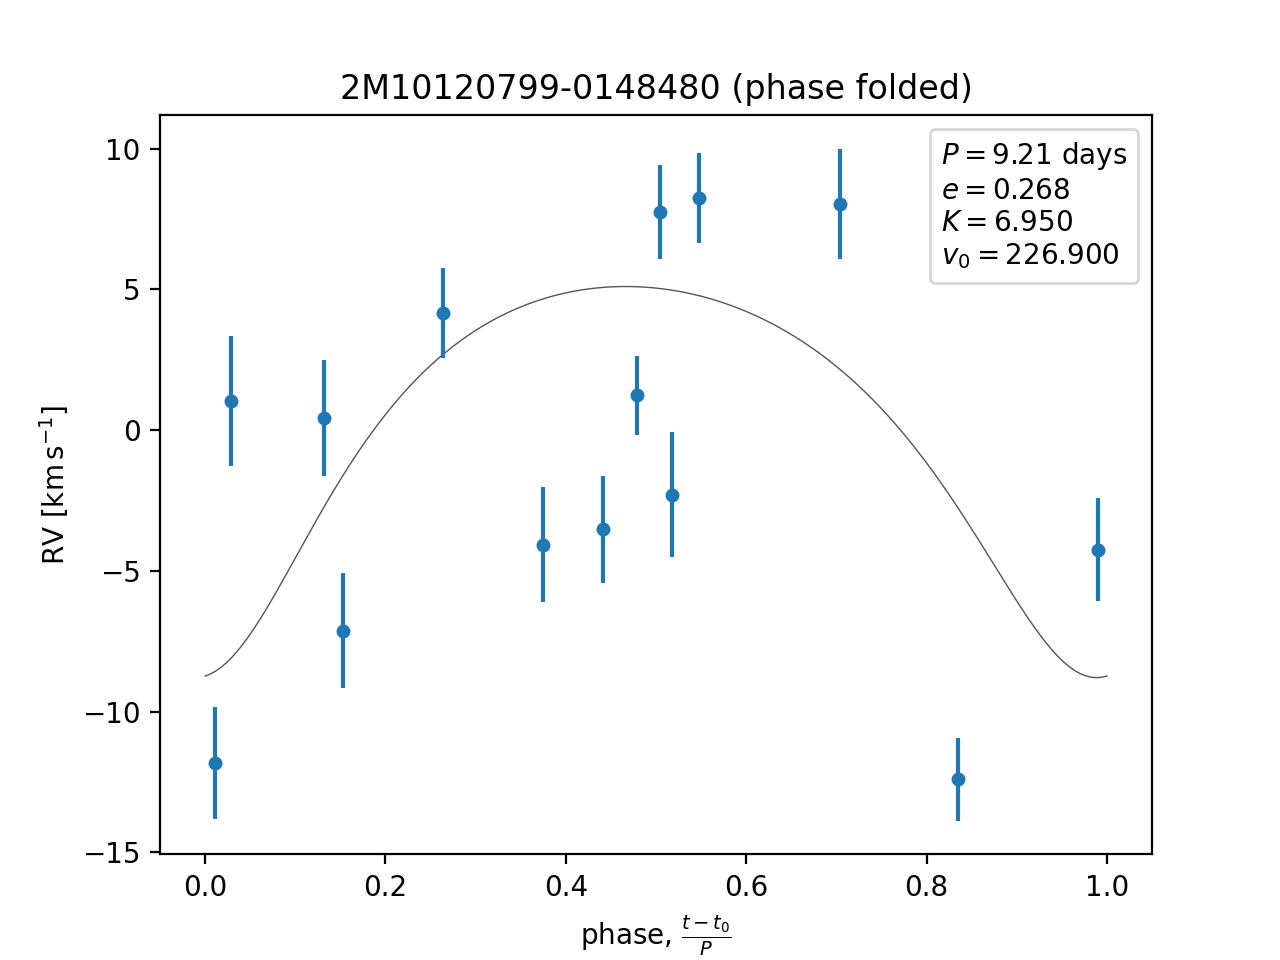 2M10120799-0148480 (phase folded)
P = 9.21 days
e = 0.268
K = 6.950
v₀ = 226.900
10
5
0
−5
−10
−15
RV [km s⁻¹]
0.0 0.2 0.4 0.6 0.8 1.0
phase, (t − t₀)/P